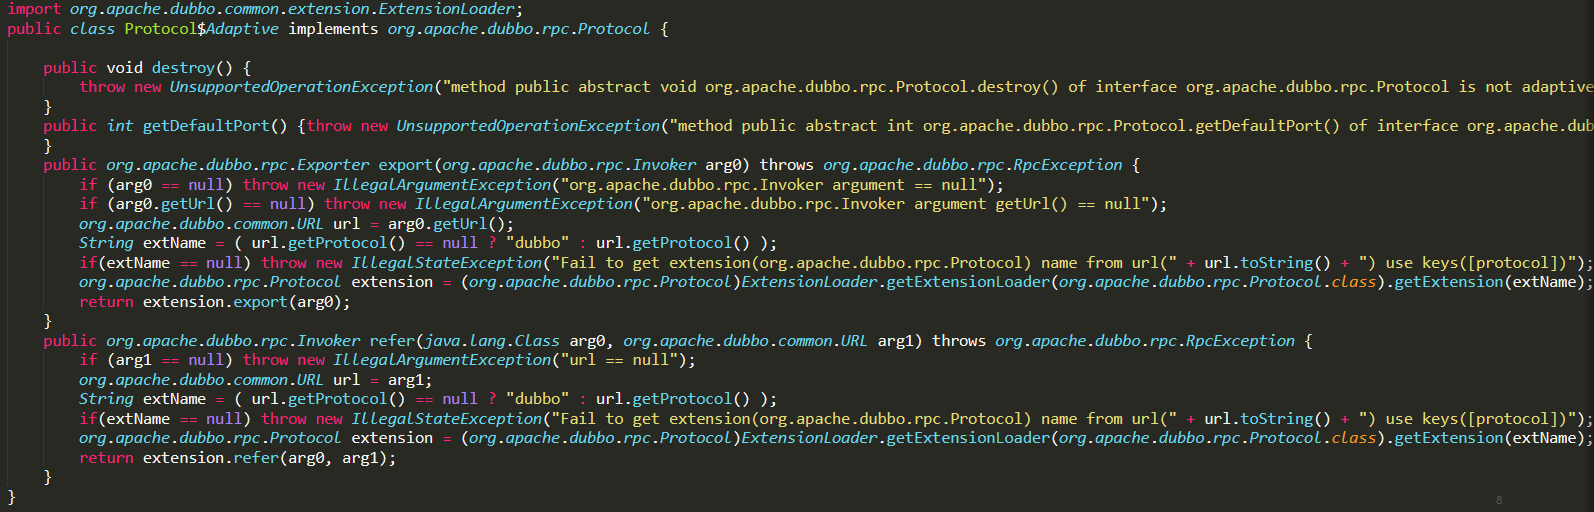 import org.apache.dubbo.common.extension.ExtensionLoader;
public class Protocol$Adaptive implements org.apache.dubbo.rpc.Protocol {
public void destroy() {
throw new UnsupportedOperationException("method public abstract void org.apache.dubbo.rpc.Protocol.destroy() of interface org.apache.dubbo.rpc.Protocol is not adaptive
}
public int getDefaultPort() {throw new UnsupportedOperationException("method public abstract int org.apache.dubbo.rpc.Protocol.getDefaultPort() of interface org.apache.dub
}
public org.apache.dubbo.rpc.Exporter export(org.apache.dubbo.rpc.Invoker arg0) throws org.apache.dubbo.rpc.RpcException {
if (arg0 == null) throw new IllegalArgumentException("org.apache.dubbo.rpc.Invoker argument == null");
if (arg0.getUrl() == null) throw new IllegalArgumentException("org.apache.dubbo.rpc.Invoker argument getUrl() == null");
org.apache.dubbo.common.URL url = arg0.getUrl();
String extName = ( url.getProtocol() == null ? "dubbo" : url.getProtocol() );
if(extName == null) throw new IllegalStateException("Fail to get extension(org.apache.dubbo.rpc.Protocol) name from url(" + url.toString() + ") use keys([protocol])");
org.apache.dubbo.rpc.Protocol extension = (org.apache.dubbo.rpc.Protocol)ExtensionLoader.getExtensionLoader(org.apache.dubbo.rpc.Protocol.class).getExtension(extName);
return extension.export(arg0);
}
public org.apache.dubbo.rpc.Invoker refer(java.lang.Class arg0, org.apache.dubbo.common.URL arg1) throws org.apache.dubbo.rpc.RpcException {
if (arg1 == null) throw new IllegalArgumentException("url == null");
org.apache.dubbo.common.URL url = arg1;
String extName = ( url.getProtocol() == null ? "dubbo" : url.getProtocol() );
if(extName == null) throw new IllegalStateException("Fail to get extension(org.apache.dubbo.rpc.Protocol) name from url(" + url.toString() + ") use keys([protocol])");
org.apache.dubbo.rpc.Protocol extension = (org.apache.dubbo.rpc.Protocol)ExtensionLoader.getExtensionLoader(org.apache.dubbo.rpc.Protocol.class).getExtension(extName);
return extension.refer(arg0, arg1);
}
}
8